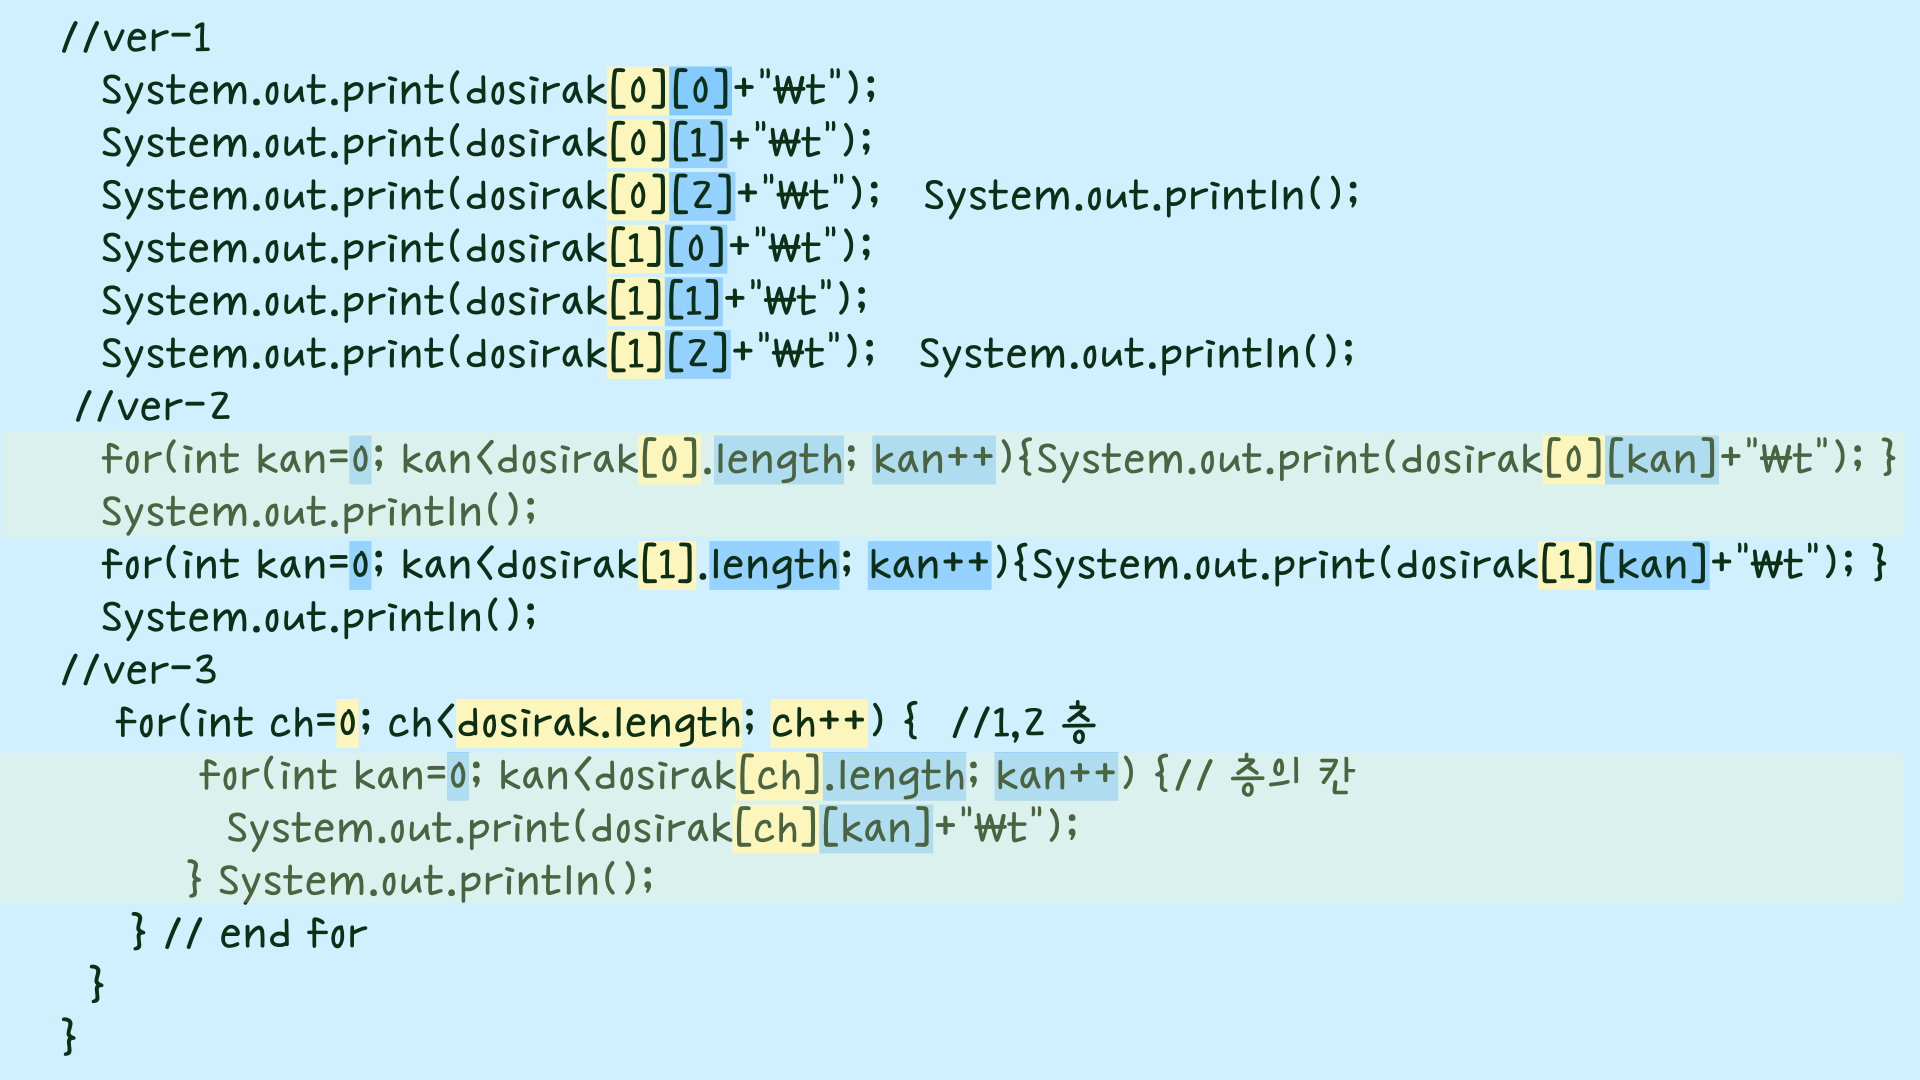 //ver-1
System.out.print(dosirak[0][0]+"₩t");
System.out.print(dosirak[0][1]+"₩t");
System.out.print(dosirak[0][2]+"₩t");   System.out.println();
System.out.print(dosirak[1][0]+"₩t");
System.out.print(dosirak[1][1]+"₩t");
System.out.print(dosirak[1][2]+"₩t");   System.out.println();
//ver-2
for(int kan=0; kan<dosirak[0].length; kan++){System.out.print(dosirak[0][kan]+"₩t"); }
System.out.println();
for(int kan=0; kan<dosirak[1].length; kan++){System.out.print(dosirak[1][kan]+"₩t"); }
System.out.println();
//ver-3
for(int ch=0; ch<dosirak.length; ch++) {  //1,2 층
for(int kan=0; kan<dosirak[ch].length; kan++) {// 층의 칸
System.out.print(dosirak[ch][kan]+"₩t");
} System.out.println();
} // end for
}
}